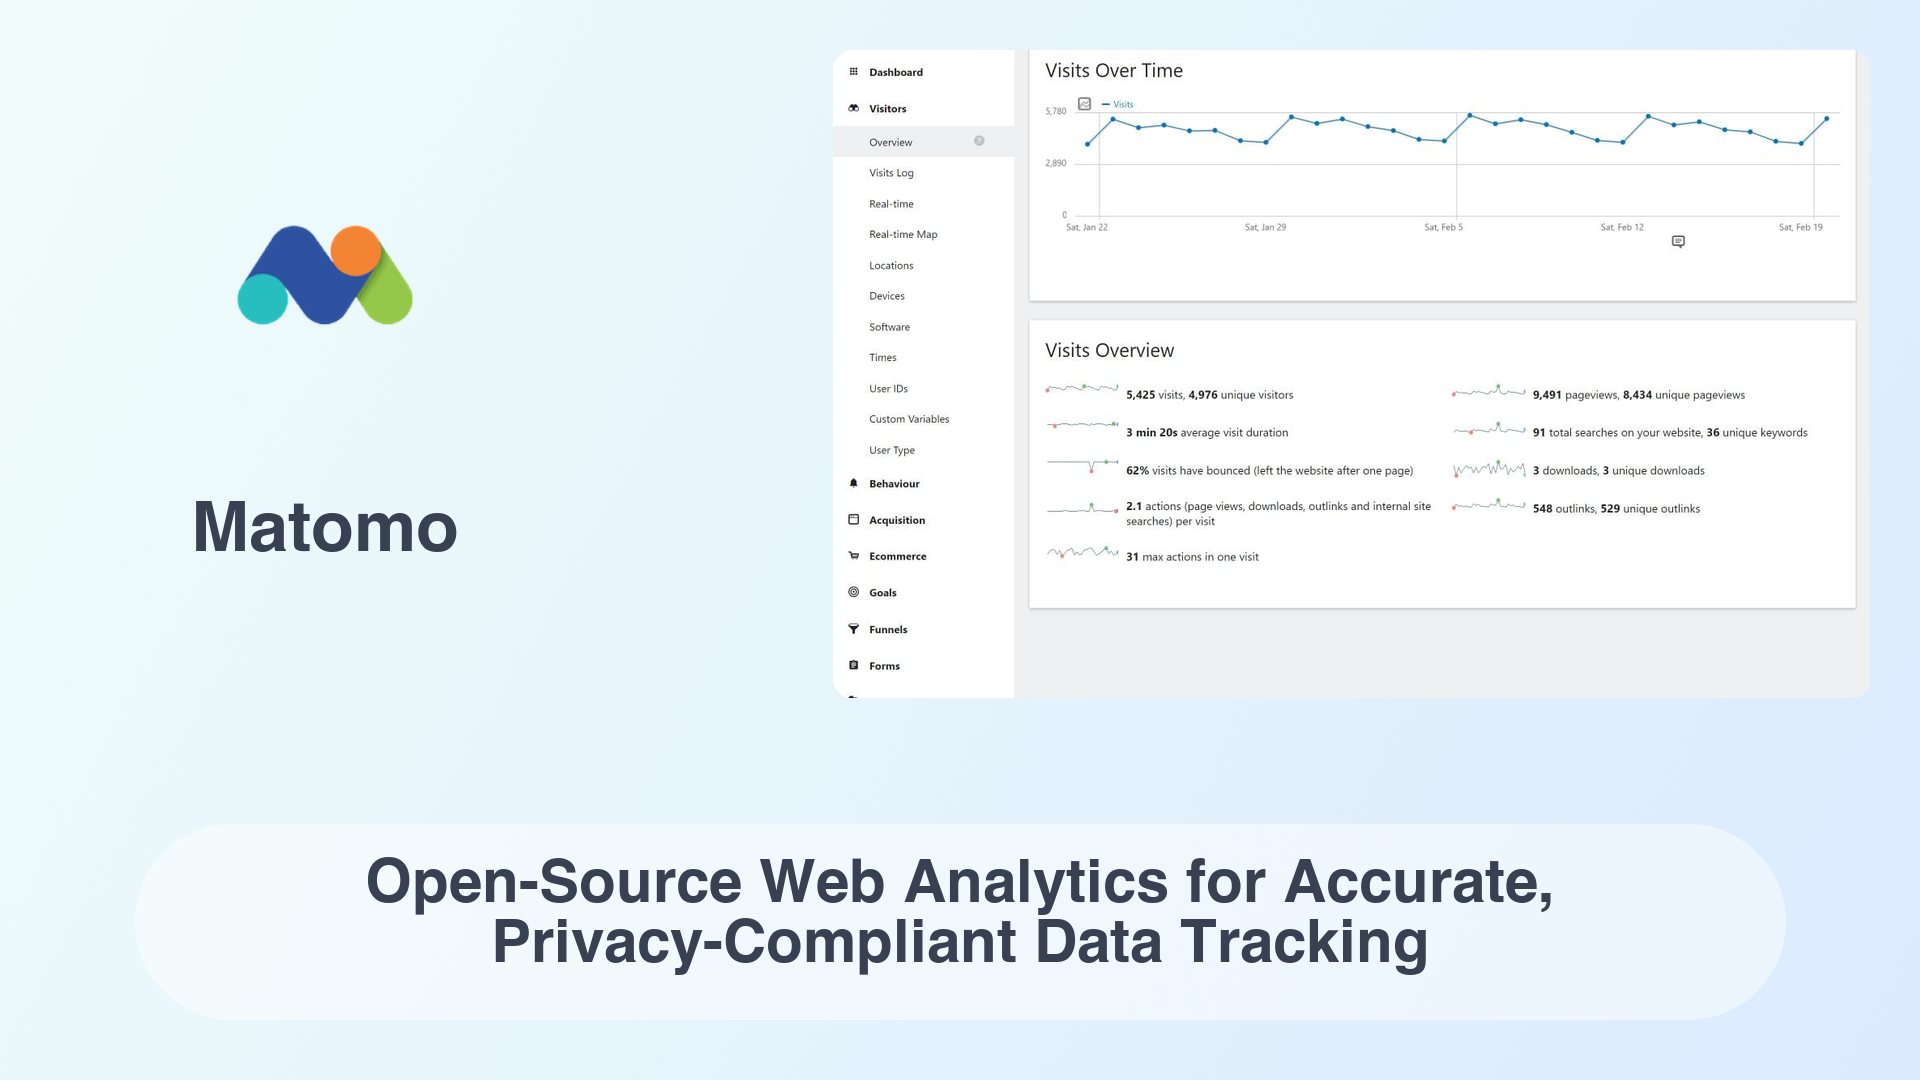 Matomo
Dashboard
Visitors
Overview
?
Visits Log
Real-time
Real-time Map
Locations
Devices
Software
Times
User IDs
Custom Variables
User Type
Behaviour
Acquisition
Ecommerce
Goals
Funnels
Forms
Visits Over Time
Visits
5,780
2,890
0
Sat, Jan 22
Sat, Jan 29
Sat, Feb 5
Sat, Feb 12
Sat, Feb 19
Visits Overview
5,425 visits, 4,976 unique visitors
3 min 20s average visit duration
62% visits have bounced (left the website after one page)
2.1 actions (page views, downloads, outlinks and internal site
searches) per visit
31 max actions in one visit
9,491 pageviews, 8,434 unique pageviews
91 total searches on your website, 36 unique keywords
3 downloads, 3 unique downloads
548 outlinks, 529 unique outlinks
Open-Source Web Analytics for Accurate,
Privacy-Compliant Data Tracking